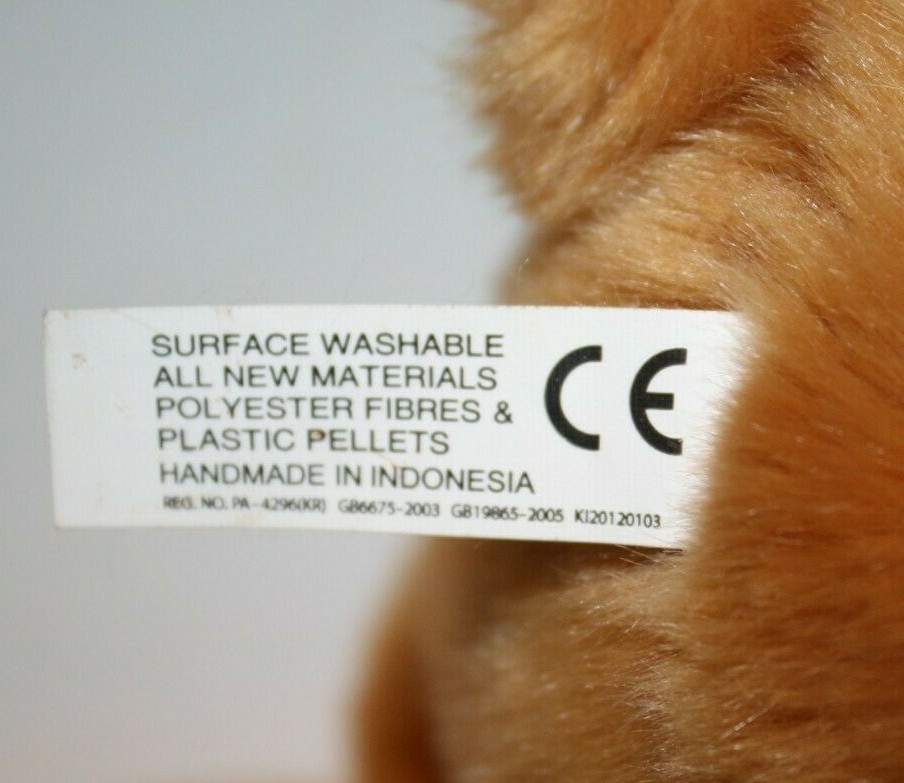 SURFACE WASHABLE
ALL NEW MATERIALS
POLYESTER FIBRES &
PLASTIC PELLETS
HANDMADE IN INDONESIA
REG. NO. PA-4296(KR) GB6675-2003 GB19865-2005 KI20120103
CE